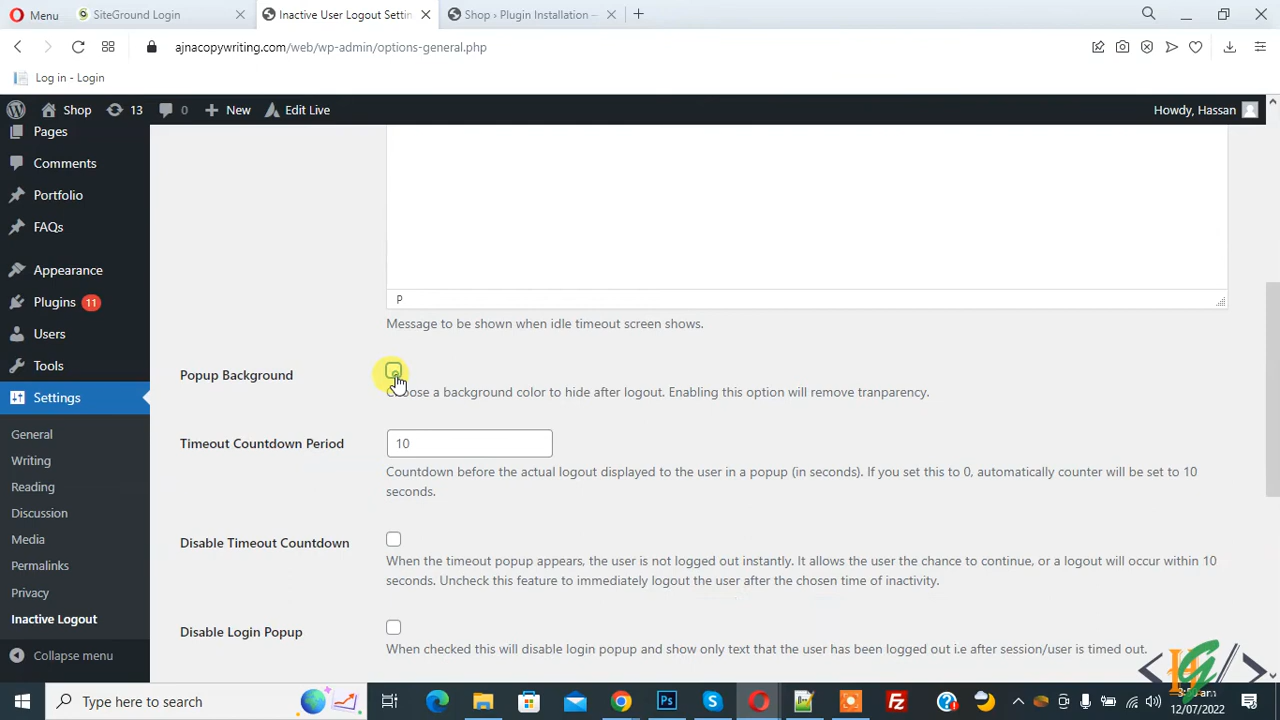 Menu
SiteGround Login
Inactive User Logout Settin
Shop › Plugin Installation —
ajnacopywriting.com/web/wp-admin/options-general.php
Log in - Login
Shop
13
0
New
Edit Live
Howdy, Hassan
Pages
Comments
Portfolio
FAQs
Appearance
Plugins 11
Users
Tools
Settings
General
Writing
Reading
Discussion
Media
Permalinks
Privacy
Inactive Logout
Collapse menu
P
Message to be shown when idle timeout screen shows.
Popup Background
Choose a background color to hide after logout. Enabling this option will remove tranparency.
Timeout Countdown Period
10
Countdown before the actual logout displayed to the user in a popup (in seconds). If you set this to 0, automatically counter will be set to 10
seconds.
Disable Timeout Countdown
When the timeout popup appears, the user is not logged out instantly. It allows the user the chance to continue, or a logout will occur within 10
seconds. Uncheck this feature to immediately logout the user after the chosen time of inactivity.
Disable Login Popup
When checked this will disable login popup and show only text that the user has been logged out i.e after session/user is timed out.
Type here to search
12/07/2022